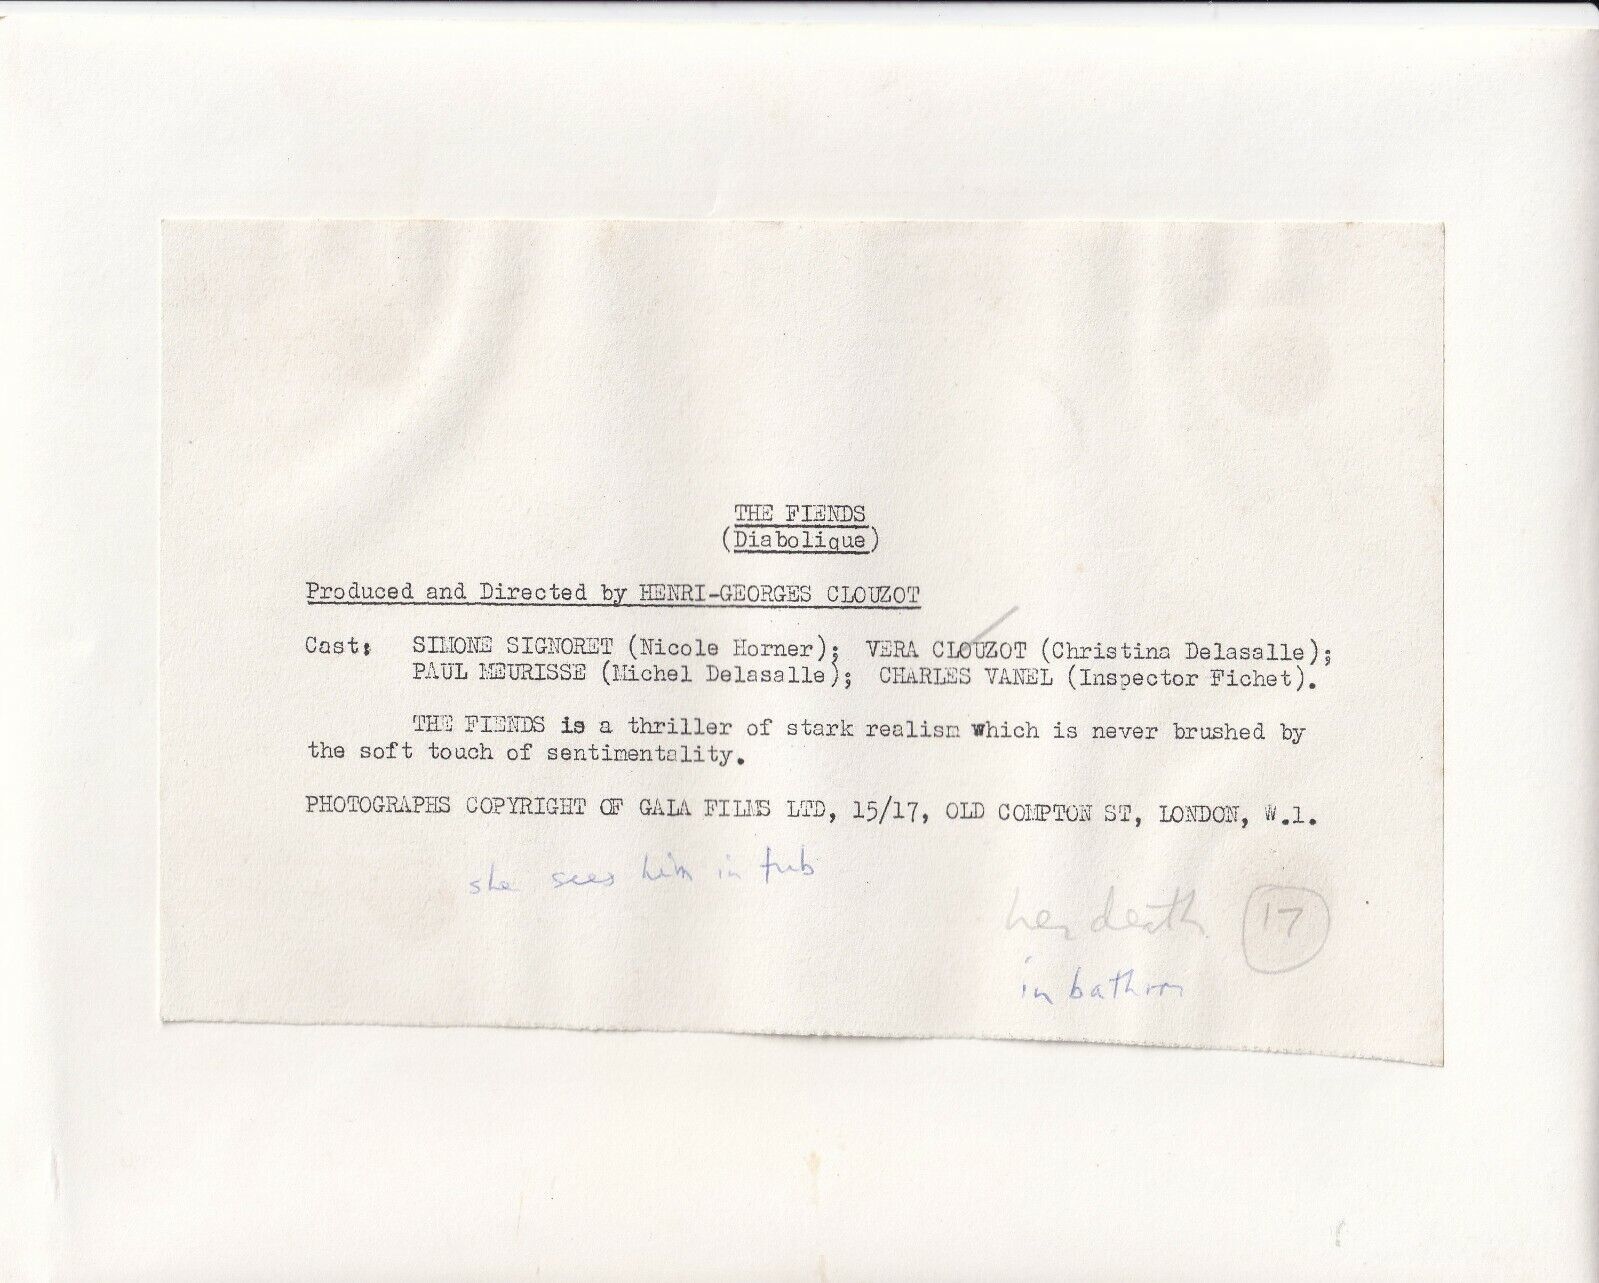 THE FIENDS
(Diabolique)
Produced and Directed by HENRI-GEORGES CLOUZOT
Cast: SIMONE SIGNORET (Nicole Horner); VERA CLOUZOT (Christina Delasalle);
PAUL MEURISSE (Michel Delasalle); CHARLES VANEL (Inspector Fichet).
THE FIENDS is a thriller of stark realism which is never brushed by
the soft touch of sentimentality.
PHOTOGRAPHS COPYRIGHT OF GALA FILMS LTD, 15/17, OLD COMPTON ST, LONDON, W.1.
she sees him in tub
her death 17
in bathrm